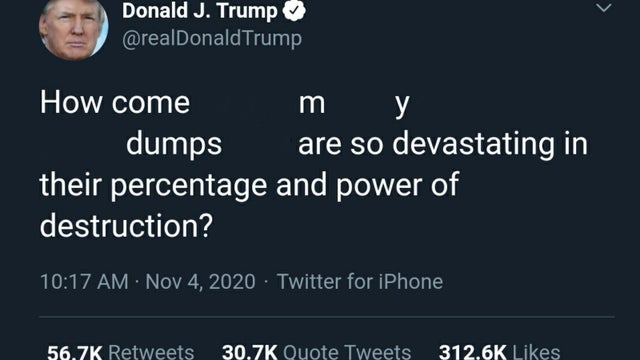 Donald J. Trump
@realDonaldTrump
How come m y
dumps are so devastating in
their percentage and power of
destruction?
10:17 AM · Nov 4, 2020 · Twitter for iPhone
56.7K Retweets 30.7K Quote Tweets 312.6K Likes